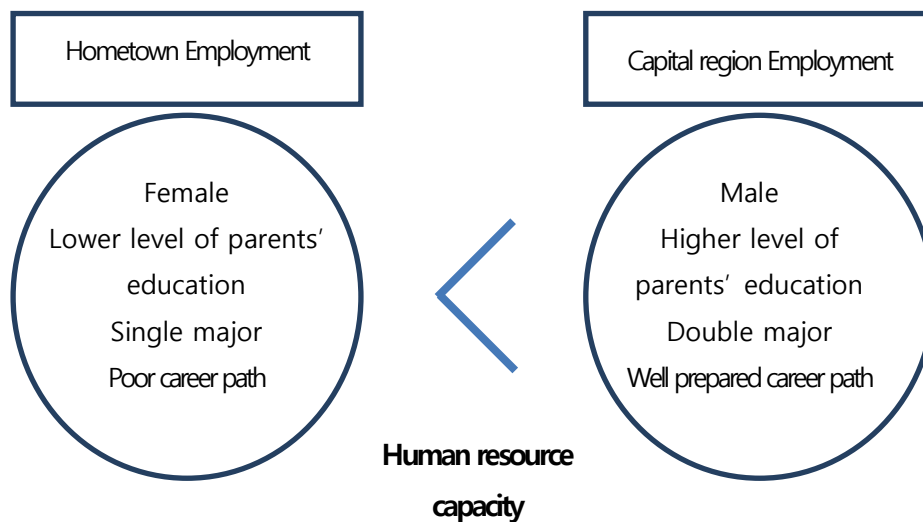 Hometown Employment
Capital region Employment
Female
Lower level of parents’
education
Single major
Poor career path
Male
Higher level of
parents’ education
Double major
Well prepared career path
Human resource
capacity